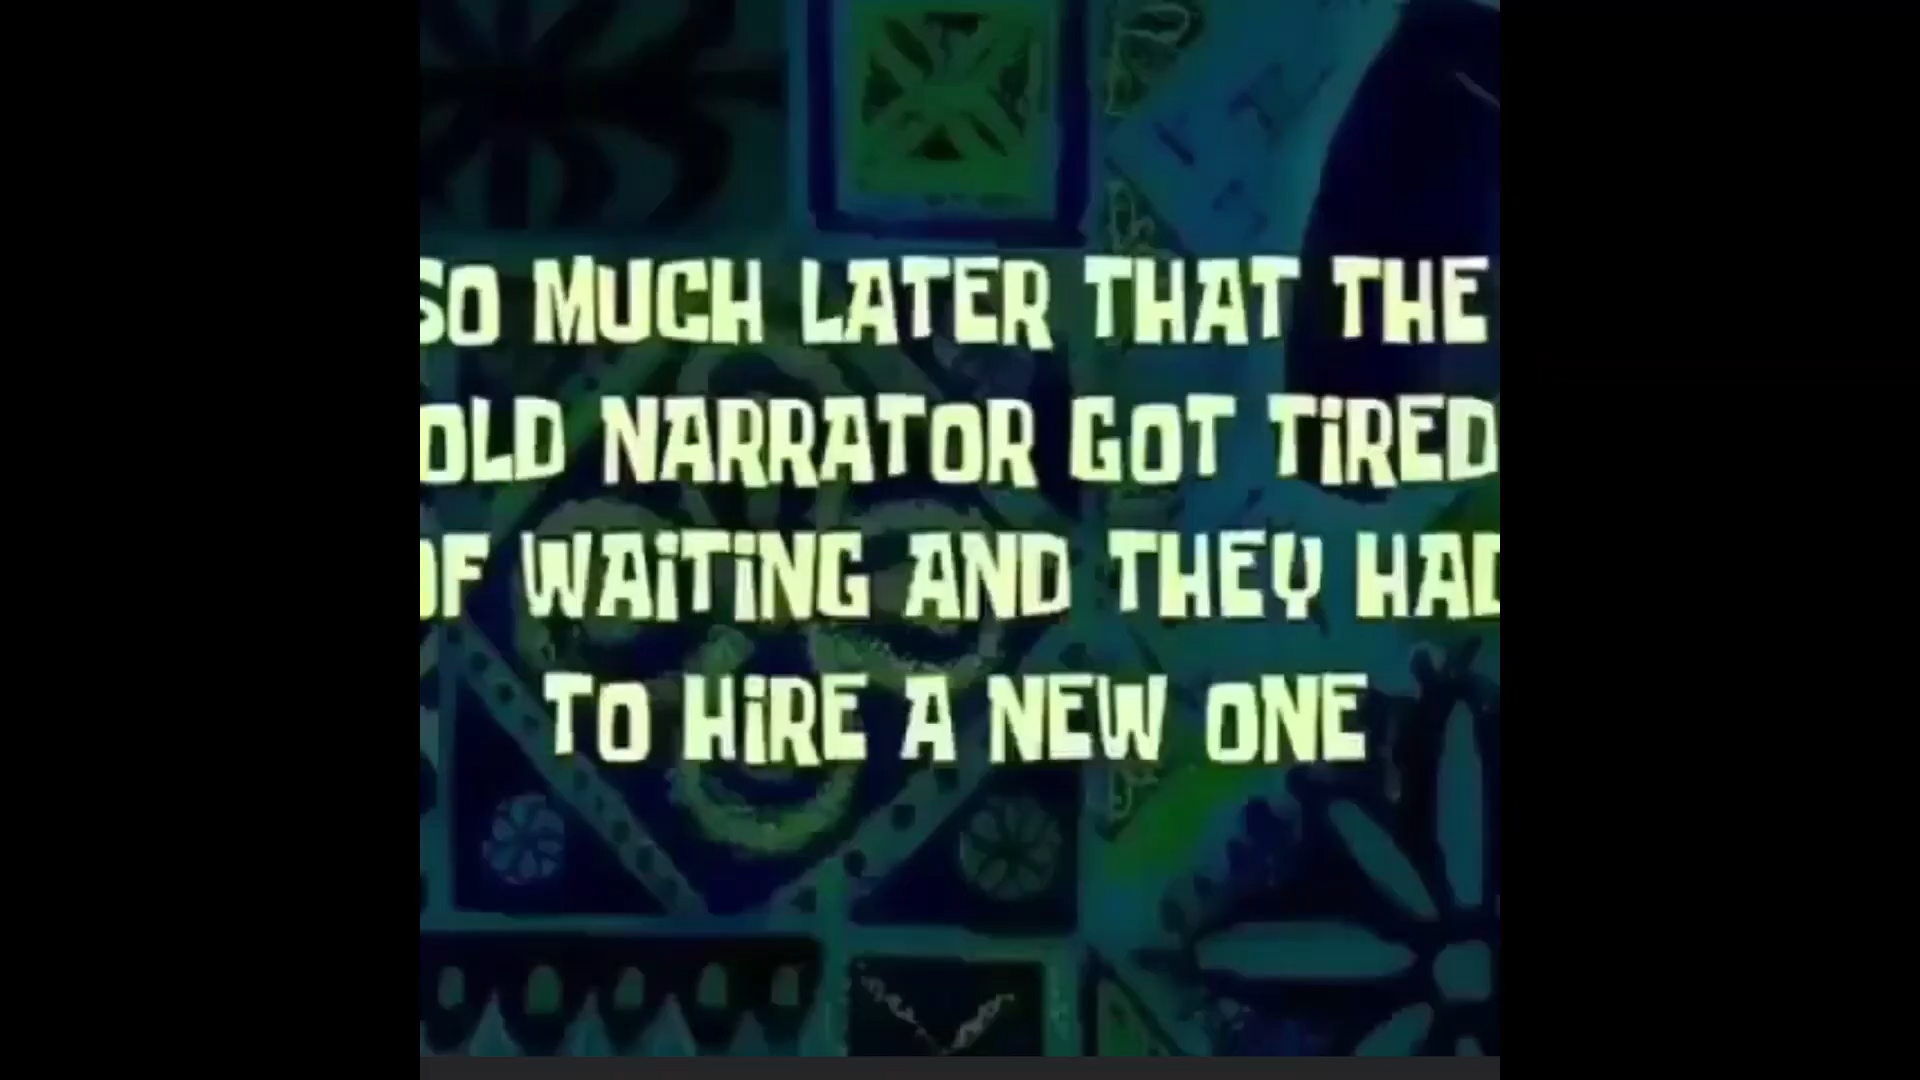 SO MUCH LATER THAT THE
OLD NARRATOR GOT TIRED
OF WAITING AND THEY HAD
TO HIRE A NEW ONE